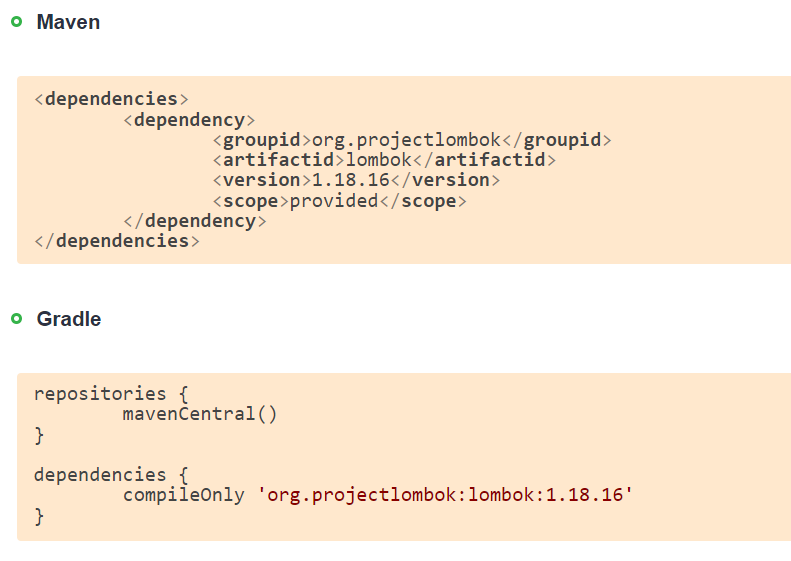 Maven
<dependencies>
        <dependency>
                <groupid>org.projectlombok</groupid>
                <artifactid>lombok</artifactid>
                <version>1.18.16</version>
                <scope>provided</scope>
        </dependency>
</dependencies>
Gradle
repositories {
        mavenCentral()
}
dependencies {
        compileOnly 'org.projectlombok:lombok:1.18.16'
}